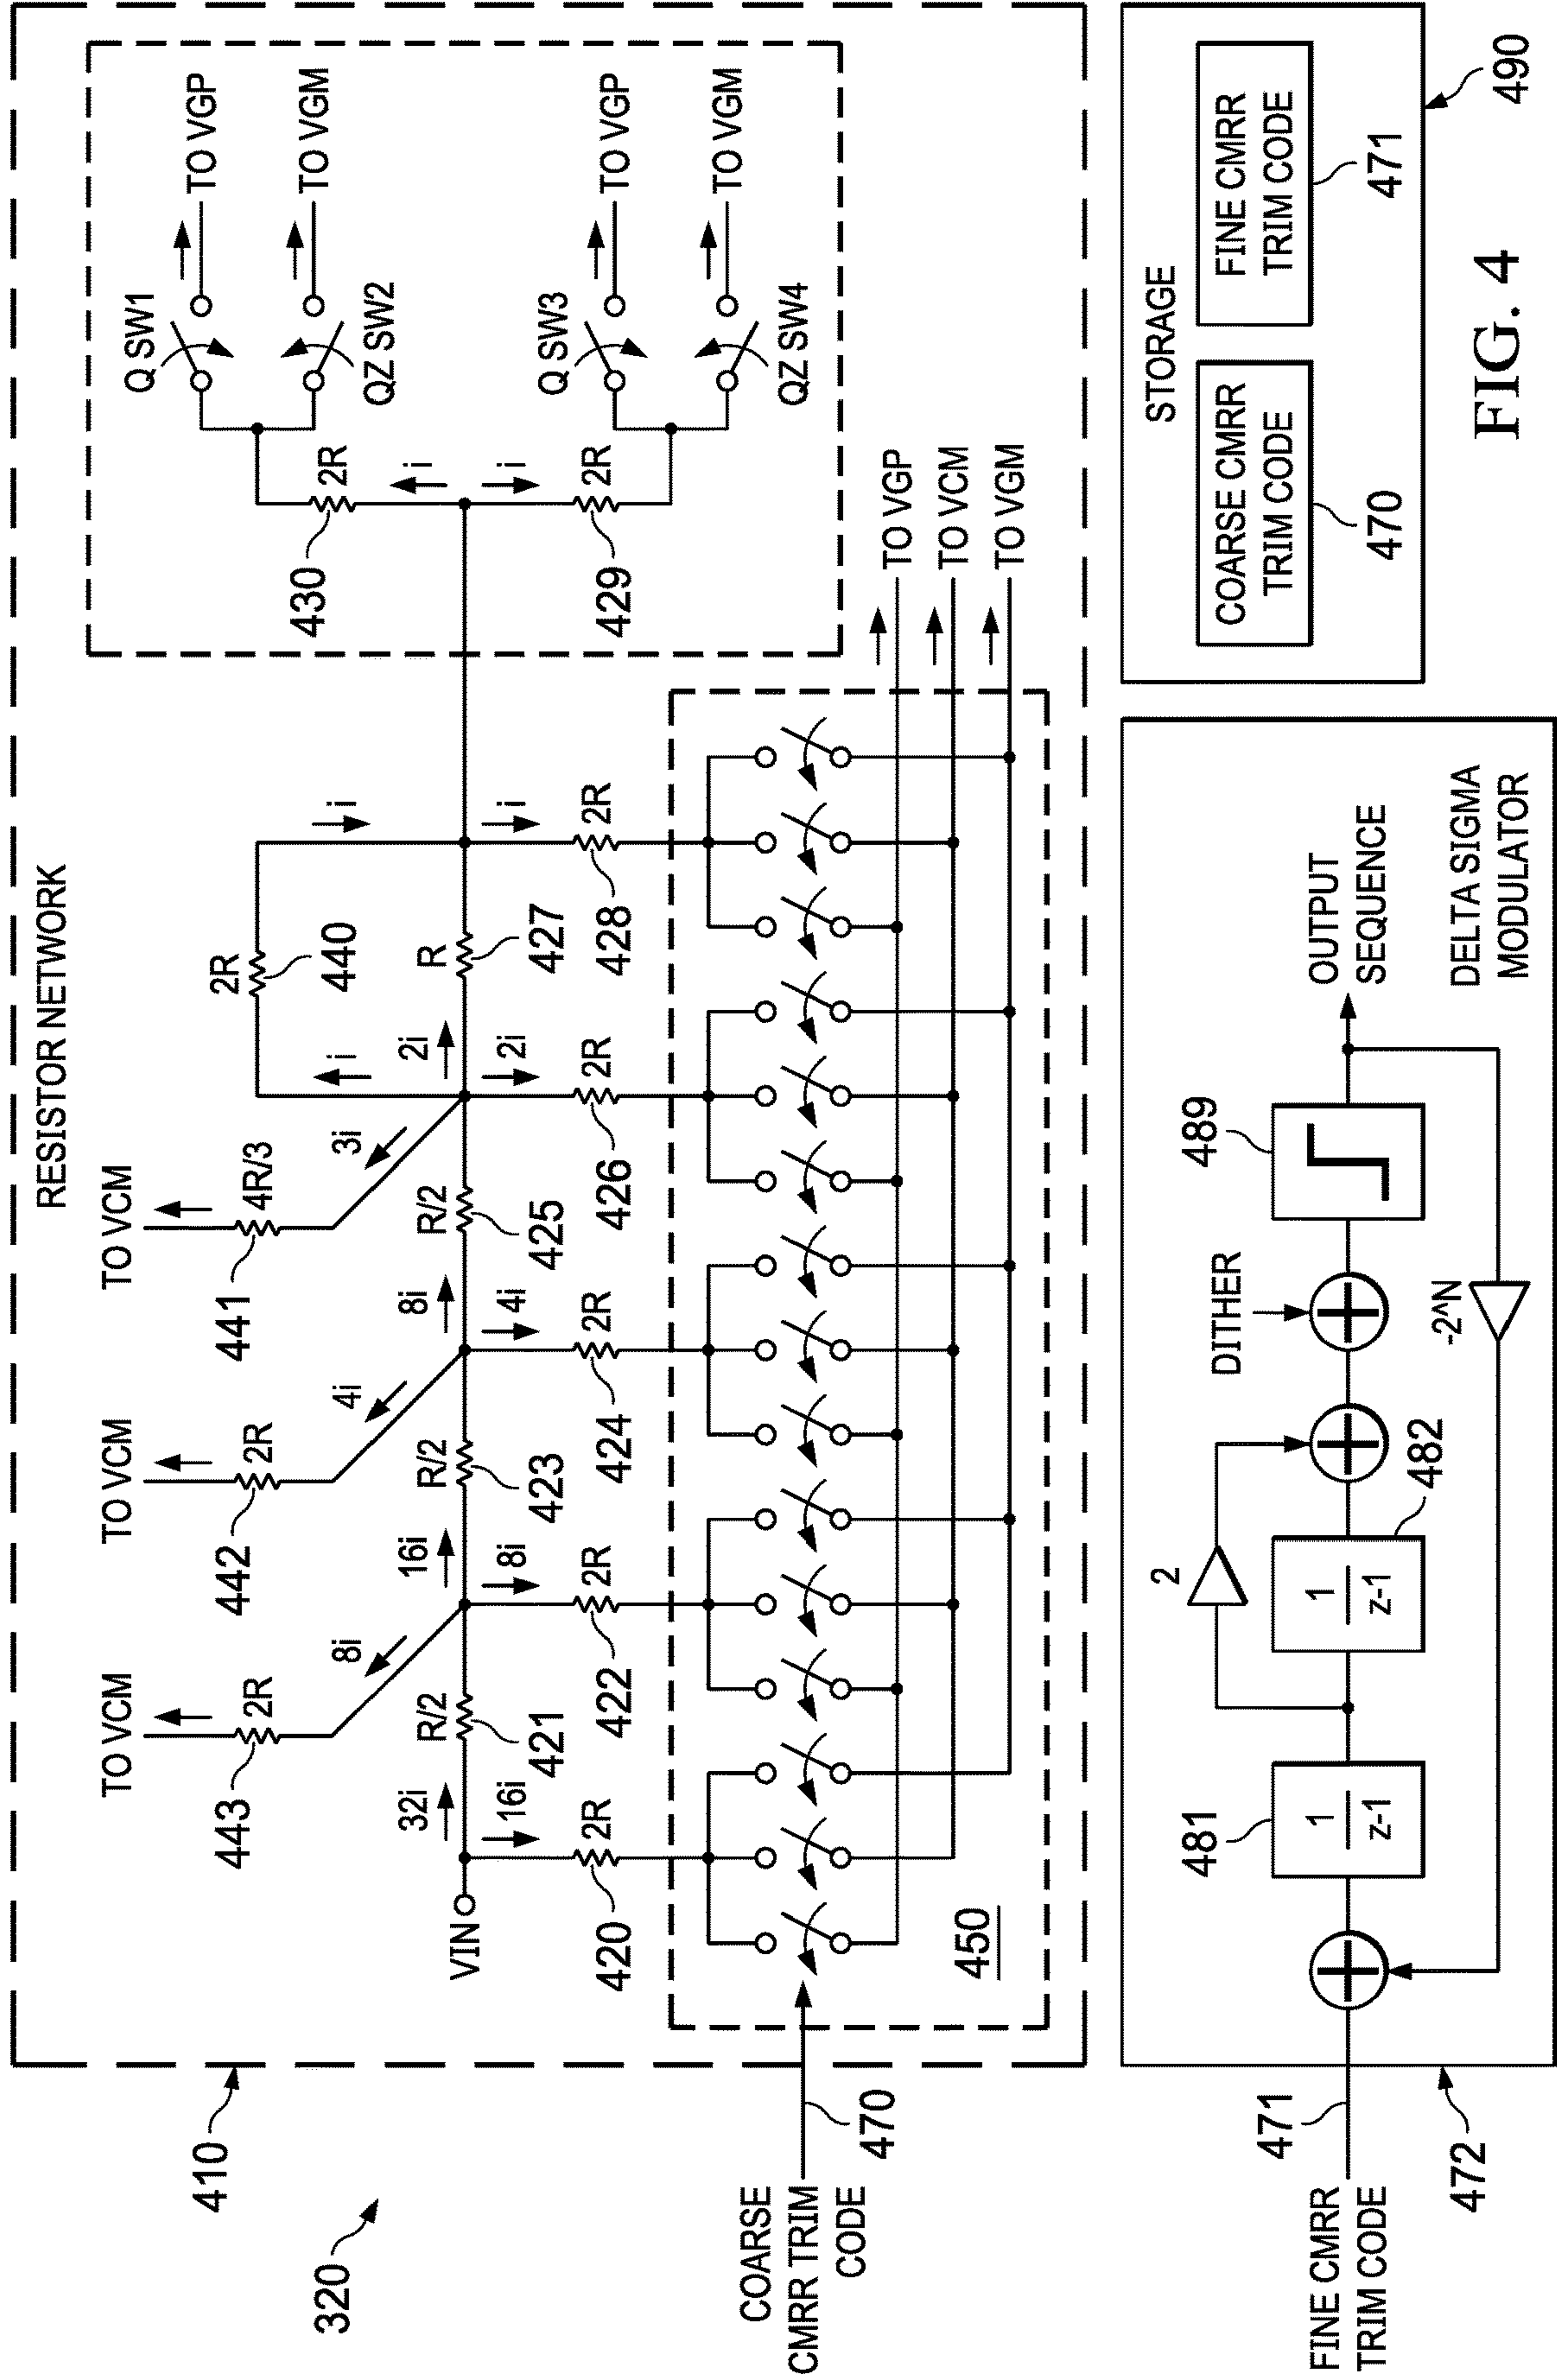 RESISTOR NETWORK
410
320
TO VCM
TO VCM
TO VCM
443
2R
442
2R
441
4R/3
8i
4i
3i
i
2R
440
i
VIN
32i
R/2
421
16i
R/2
423
8i
R/2
425
2i
R
427
16i
2R
420
8i
2R
422
4i
2R
424
2i
2R
426
i
2R
428
430
2R
i
i
2R
429
Q SW1
TO VGP
QZ SW2
TO VGM
Q SW3
TO VGP
QZ SW4
TO VGM
COARSE
CMRR TRIM
CODE
470
450
TO VGP
TO VCM
TO VGM
FINE CMRR
TRIM CODE
471
472
481
1
z-1
2
1
z-1
482
DITHER
489
-2^N
OUTPUT
SEQUENCE
DELTA SIGMA
MODULATOR
STORAGE
COARSE CMRR
TRIM CODE
470
FINE CMRR
TRIM CODE
471
490
FIG. 4